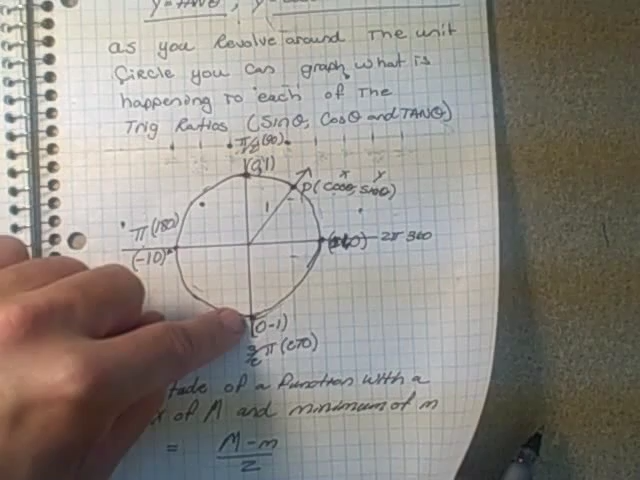 y = TANθ, y =
as you Revolve around The unit
Circle you can graph what is
happening to each of The
Trig Ratios (Sinθ, Cosθ and TANθ)
π/2 (90)
(0,1)
x y
P(Cosθ, sinθ)
1
π (180)
(-1 0)
2π 360
(0 -1)
3/2 π (270)
tude of a function with a
x of M and minimum of m
= M - m
2